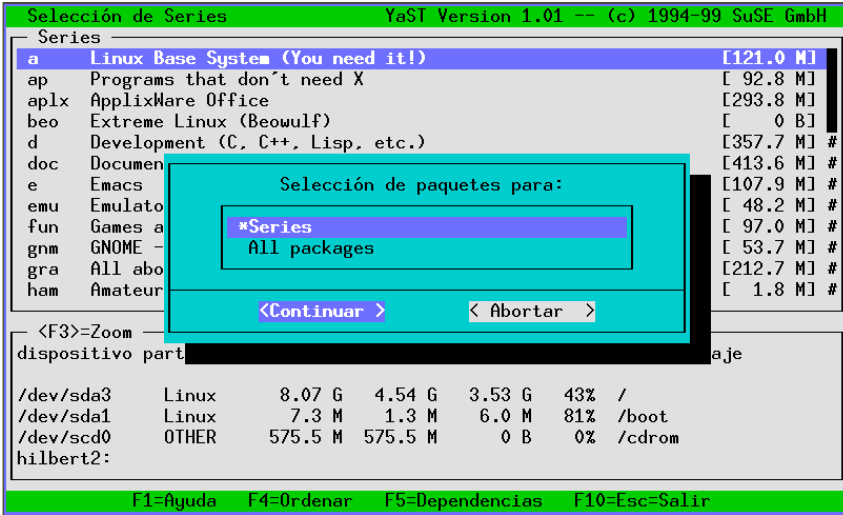 Selección de Series YaST Version 1.01 -- (c) 1994-99 SuSE GmbH
Series
a Linux Base System (You need it!) [121.0 M]
ap Programs that don´t need X [ 92.8 M]
aplx ApplixWare Office [293.8 M]
beo Extreme Linux (Beowulf) [ 0 B]
d Development (C, C++, Lisp, etc.) [357.7 M] #
doc Documen [413.6 M] #
e Emacs [107.9 M] #
emu Emulato [ 48.2 M] #
fun Games a [ 97.0 M] #
gnm GNOME - [ 53.7 M] #
gra All abo [212.7 M] #
ham Amateur [ 1.8 M] #
Selección de paquetes para:
*Series
All packages
<Continuar > < Abortar >
<F3>=Zoom
dispositivo part aje
/dev/sda3 Linux 8.07 G 4.54 G 3.53 G 43% /
/dev/sda1 Linux 7.3 M 1.3 M 6.0 M 81% /boot
/dev/scd0 OTHER 575.5 M 575.5 M 0 B 0% /cdrom
hilbert2:
F1=Ayuda F4=Ordenar F5=Dependencias F10=Esc=Salir